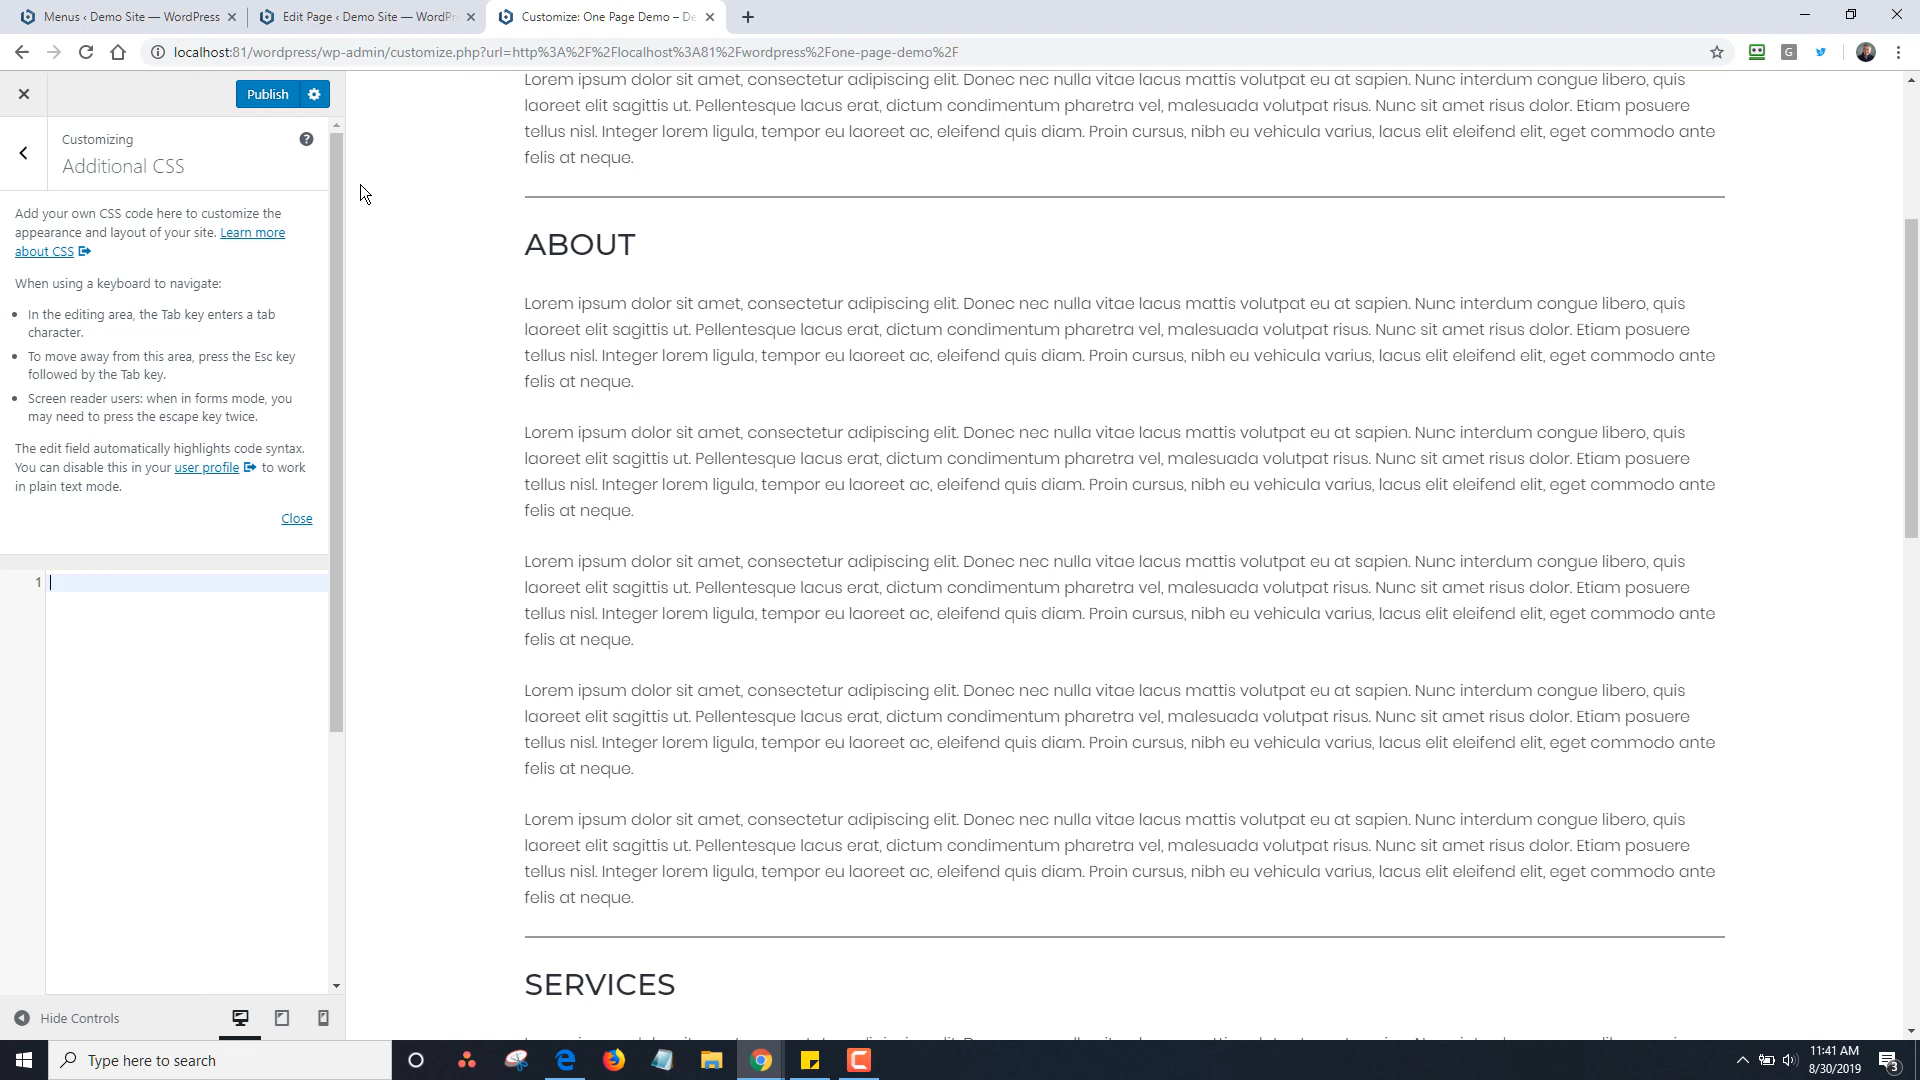 Menus ‹ Demo Site — WordPress
Edit Page ‹ Demo Site — WordPr
Customize: One Page Demo – De
localhost:81/wordpress/wp-admin/customize.php?url=http%3A%2F%2Flocalhost%3A81%2Fwordpress%2Fone-page-demo%2F
Publish
Customizing
Additional CSS
Add your own CSS code here to customize the
appearance and layout of your site. Learn more
about CSS
When using a keyboard to navigate:
In the editing area, the Tab key enters a tab
character.
To move away from this area, press the Esc key
followed by the Tab key.
Screen reader users: when in forms mode, you
may need to press the escape key twice.
The edit field automatically highlights code syntax.
You can disable this in your user profile to work
in plain text mode.
Close
1
Hide Controls
Lorem ipsum dolor sit amet, consectetur adipiscing elit. Donec nec nulla vitae lacus mattis volutpat eu at sapien. Nunc interdum congue libero, quis
laoreet elit sagittis ut. Pellentesque lacus erat, dictum condimentum pharetra vel, malesuada volutpat risus. Nunc sit amet risus dolor. Etiam posuere
tellus nisl. Integer lorem ligula, tempor eu laoreet ac, eleifend quis diam. Proin cursus, nibh eu vehicula varius, lacus elit eleifend elit, eget commodo ante
felis at neque.
ABOUT
Lorem ipsum dolor sit amet, consectetur adipiscing elit. Donec nec nulla vitae lacus mattis volutpat eu at sapien. Nunc interdum congue libero, quis
laoreet elit sagittis ut. Pellentesque lacus erat, dictum condimentum pharetra vel, malesuada volutpat risus. Nunc sit amet risus dolor. Etiam posuere
tellus nisl. Integer lorem ligula, tempor eu laoreet ac, eleifend quis diam. Proin cursus, nibh eu vehicula varius, lacus elit eleifend elit, eget commodo ante
felis at neque.
Lorem ipsum dolor sit amet, consectetur adipiscing elit. Donec nec nulla vitae lacus mattis volutpat eu at sapien. Nunc interdum congue libero, quis
laoreet elit sagittis ut. Pellentesque lacus erat, dictum condimentum pharetra vel, malesuada volutpat risus. Nunc sit amet risus dolor. Etiam posuere
tellus nisl. Integer lorem ligula, tempor eu laoreet ac, eleifend quis diam. Proin cursus, nibh eu vehicula varius, lacus elit eleifend elit, eget commodo ante
felis at neque.
Lorem ipsum dolor sit amet, consectetur adipiscing elit. Donec nec nulla vitae lacus mattis volutpat eu at sapien. Nunc interdum congue libero, quis
laoreet elit sagittis ut. Pellentesque lacus erat, dictum condimentum pharetra vel, malesuada volutpat risus. Nunc sit amet risus dolor. Etiam posuere
tellus nisl. Integer lorem ligula, tempor eu laoreet ac, eleifend quis diam. Proin cursus, nibh eu vehicula varius, lacus elit eleifend elit, eget commodo ante
felis at neque.
Lorem ipsum dolor sit amet, consectetur adipiscing elit. Donec nec nulla vitae lacus mattis volutpat eu at sapien. Nunc interdum congue libero, quis
laoreet elit sagittis ut. Pellentesque lacus erat, dictum condimentum pharetra vel, malesuada volutpat risus. Nunc sit amet risus dolor. Etiam posuere
tellus nisl. Integer lorem ligula, tempor eu laoreet ac, eleifend quis diam. Proin cursus, nibh eu vehicula varius, lacus elit eleifend elit, eget commodo ante
felis at neque.
Lorem ipsum dolor sit amet, consectetur adipiscing elit. Donec nec nulla vitae lacus mattis volutpat eu at sapien. Nunc interdum congue libero, quis
laoreet elit sagittis ut. Pellentesque lacus erat, dictum condimentum pharetra vel, malesuada volutpat risus. Nunc sit amet risus dolor. Etiam posuere
tellus nisl. Integer lorem ligula, tempor eu laoreet ac, eleifend quis diam. Proin cursus, nibh eu vehicula varius, lacus elit eleifend elit, eget commodo ante
felis at neque.
SERVICES
Type here to search
11:41 AM
8/30/2019
3